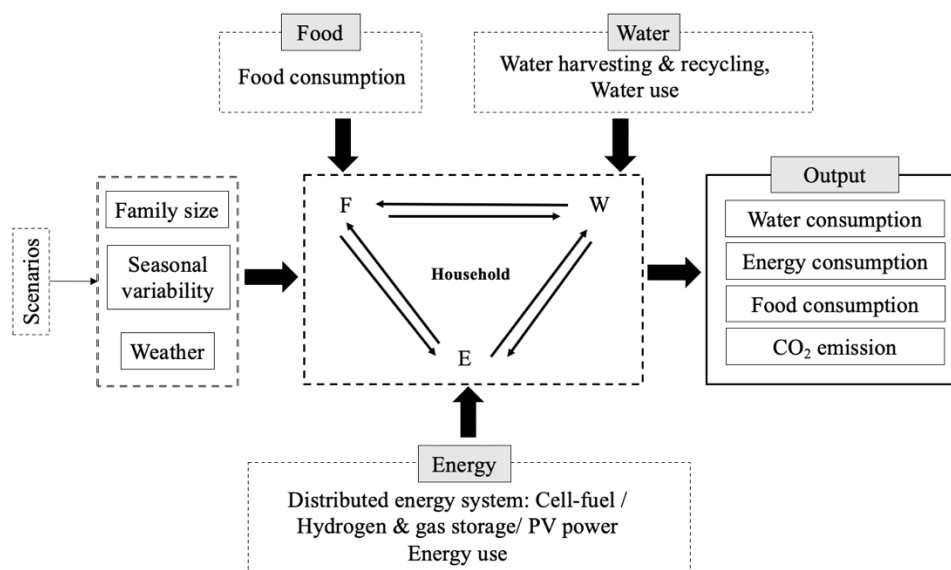 Food
Food consumption
Water
Water harvesting & recycling,
Water use
Scenarios
Family size
Seasonal
variability
Weather
F
W
Household
E
Output
Water consumption
Energy consumption
Food consumption
CO₂ emission
Energy
Distributed energy system: Cell-fuel /
Hydrogen & gas storage/ PV power
Energy use